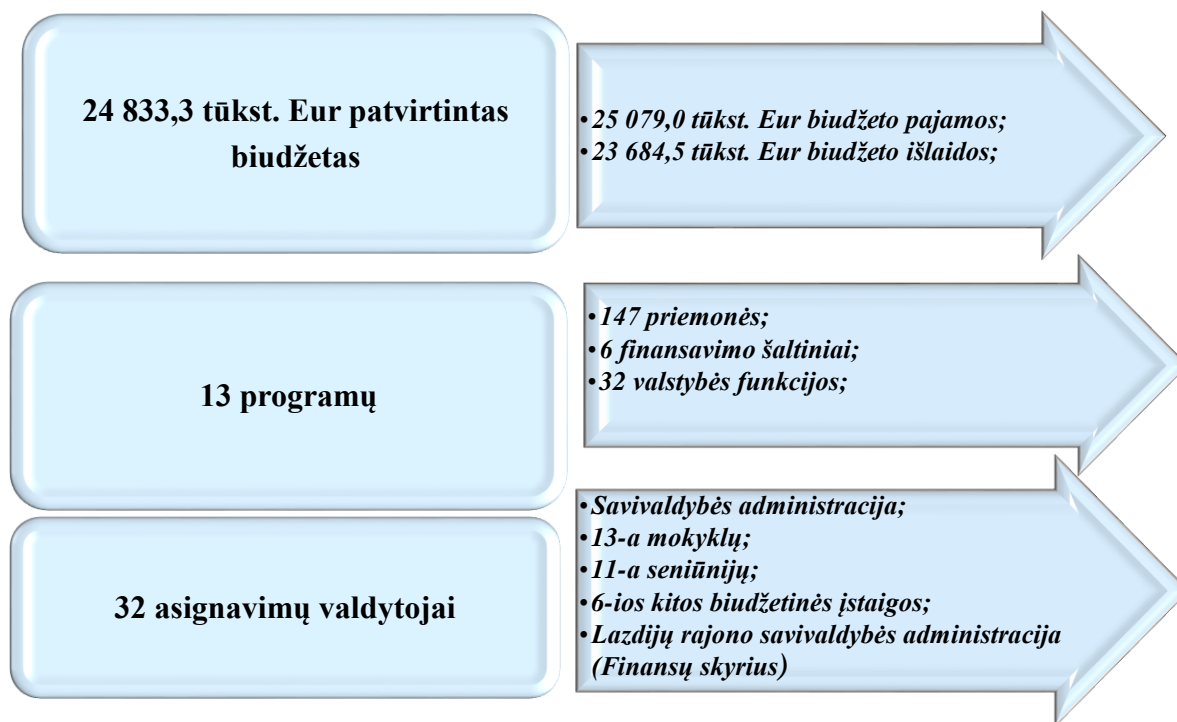 24 833,3 tūkst. Eur patvirtintas
biudžetas
•25 079,0 tūkst. Eur biudžeto pajamos;
•23 684,5 tūkst. Eur biudžeto išlaidos;
13 programų
•147 priemonės;
•6 finansavimo šaltiniai;
•32 valstybės funkcijos;
32 asignavimų valdytojai
•Savivaldybės administracija;
•13-a mokyklų;
•11-a seniūnijų;
•6-ios kitos biudžetinės įstaigos;
•Lazdijų rajono savivaldybės administracija
(Finansų skyrius)